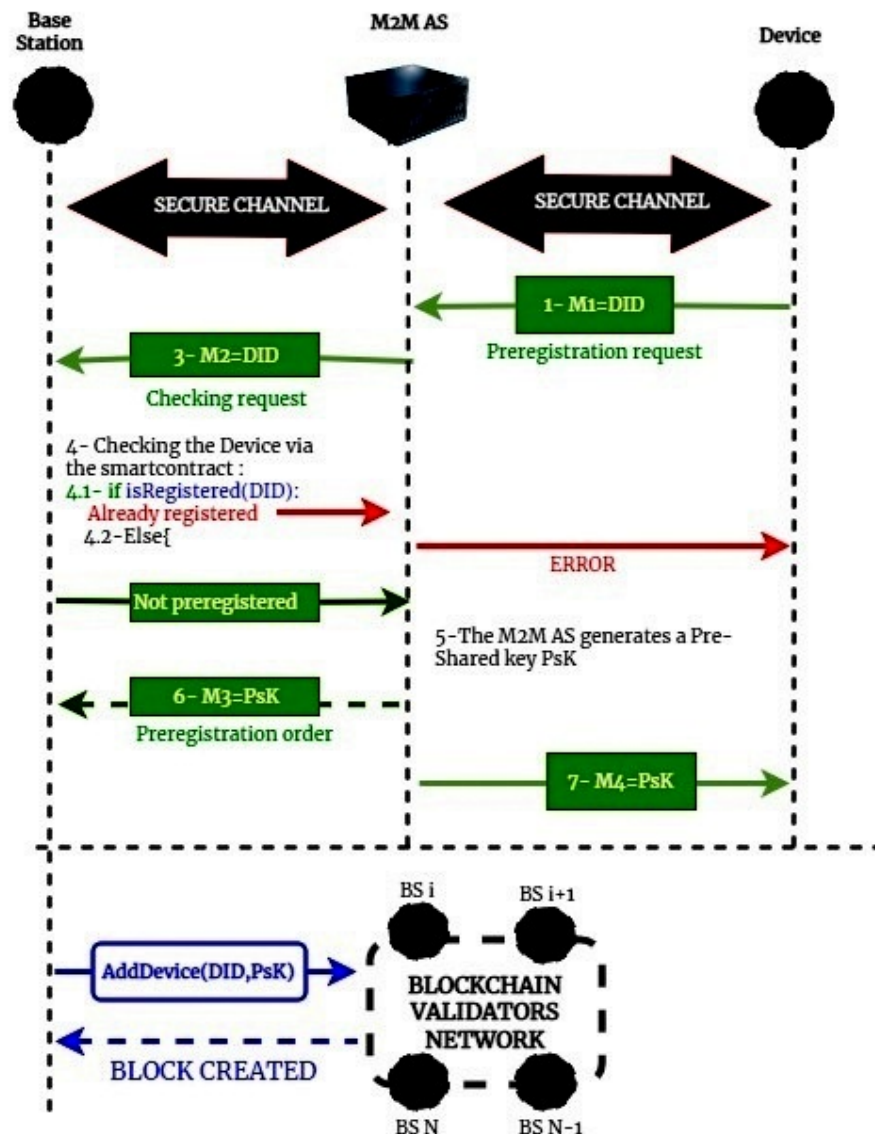 Base
Station
M2M AS
Device
SECURE CHANNEL
SECURE CHANNEL
1- M1=DID
Preregistration request
3- M2=DID
Checking request
4- Checking the Device via
the smartcontract :
4.1- if isRegistered(DID):
Already registered
4.2-Else{
ERROR
Not preregistered
5-The M2M AS generates a Pre-
Shared key PsK
6- M3=PsK
Preregistration order
7- M4=PsK
BS i
BS i+1
AddDevice(DID,PsK)
BLOCKCHAIN
VALIDATORS
NETWORK
BLOCK CREATED
BS N
BS N-1